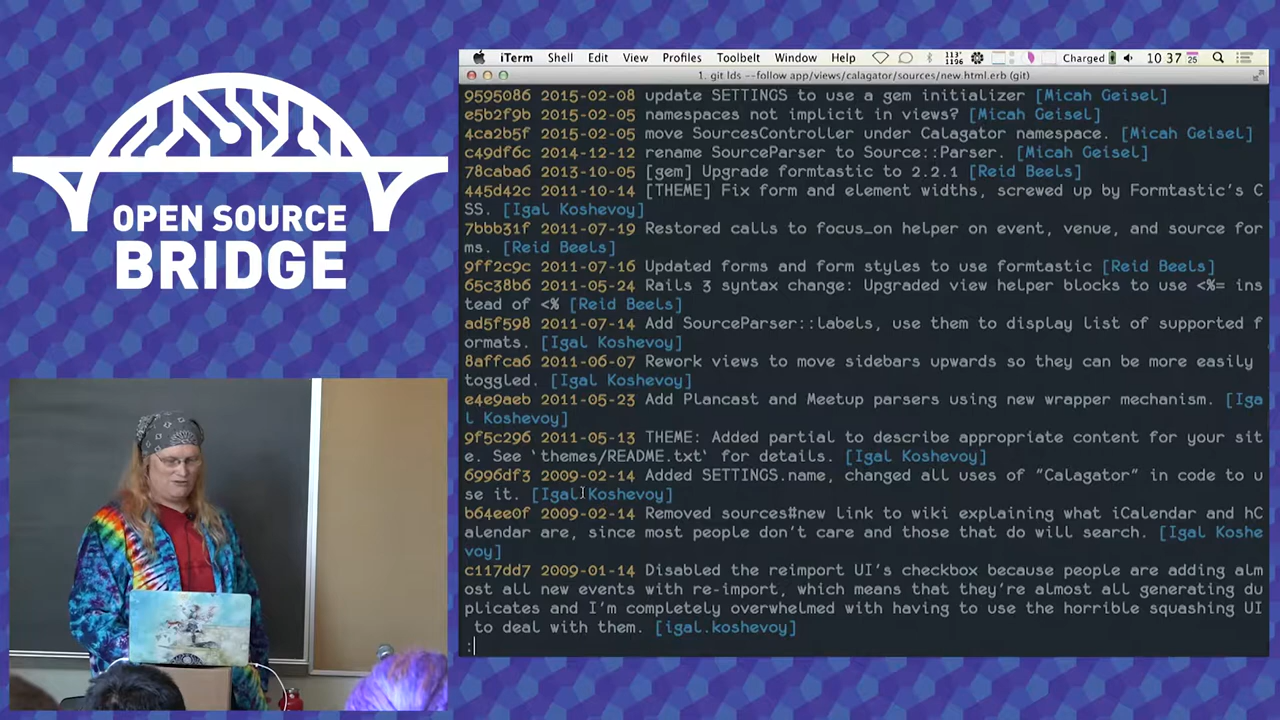 OPEN SOURCE
BRIDGE
iTerm Shell Edit View Profiles Toolbelt Window Help 113° 1196 Charged 10 37 25
1. git lds --follow app/views/calagator/sources/new.html.erb (git)
9595086 2015-02-08 update SETTINGS to use a gem initializer [Micah Geisel]
e5b2f9b 2015-02-05 namespaces not implicit in views? [Micah Geisel]
4ca2b5f 2015-02-05 move SourcesController under Calagator namespace. [Micah Geisel]
c49df6c 2014-12-12 rename SourceParser to Source::Parser. [Micah Geisel]
78caba6 2013-10-05 [gem] Upgrade formtastic to 2.2.1 [Reid Beels]
445d42c 2011-10-14 [THEME] Fix form and element widths, screwed up by Formtastic's C
SS. [Igal Koshevoy]
7bbb31f 2011-07-19 Restored calls to focus_on helper on event, venue, and source for
ms. [Reid Beels]
9ff2c9c 2011-07-16 Updated forms and form styles to use formtastic [Reid Beels]
65c38b6 2011-05-24 Rails 3 syntax change: Upgraded view helper blocks to use <%= ins
tead of <% [Reid Beels]
ad5f598 2011-07-14 Add SourceParser::labels, use them to display list of supported f
ormats. [Igal Koshevoy]
8affca6 2011-06-07 Rework views to move sidebars upwards so they can be more easily
toggled. [Igal Koshevoy]
e4e9aeb 2011-05-23 Add Plancast and Meetup parsers using new wrapper mechanism. [Iga
l Koshevoy]
9f5c296 2011-05-13 THEME: Added partial to describe appropriate content for your sit
e. See `themes/README.txt` for details. [Igal Koshevoy]
6996df3 2009-02-14 Added SETTINGS.name, changed all uses of "Calagator" in code to u
se it. [Igal Koshevoy]
b64ee0f 2009-02-14 Removed sources#new link to wiki explaining what iCalendar and hC
alendar are, since most people don't care and those that do will search. [Igal Koshe
voy]
c117dd7 2009-01-14 Disabled the reimport UI's checkbox because people are adding alm
ost all new events with re-import, which means that they're almost all generating du
plicates and I'm completely overwhelmed with having to use the horrible squashing UI
to deal with them. [igal.koshevoy]
: